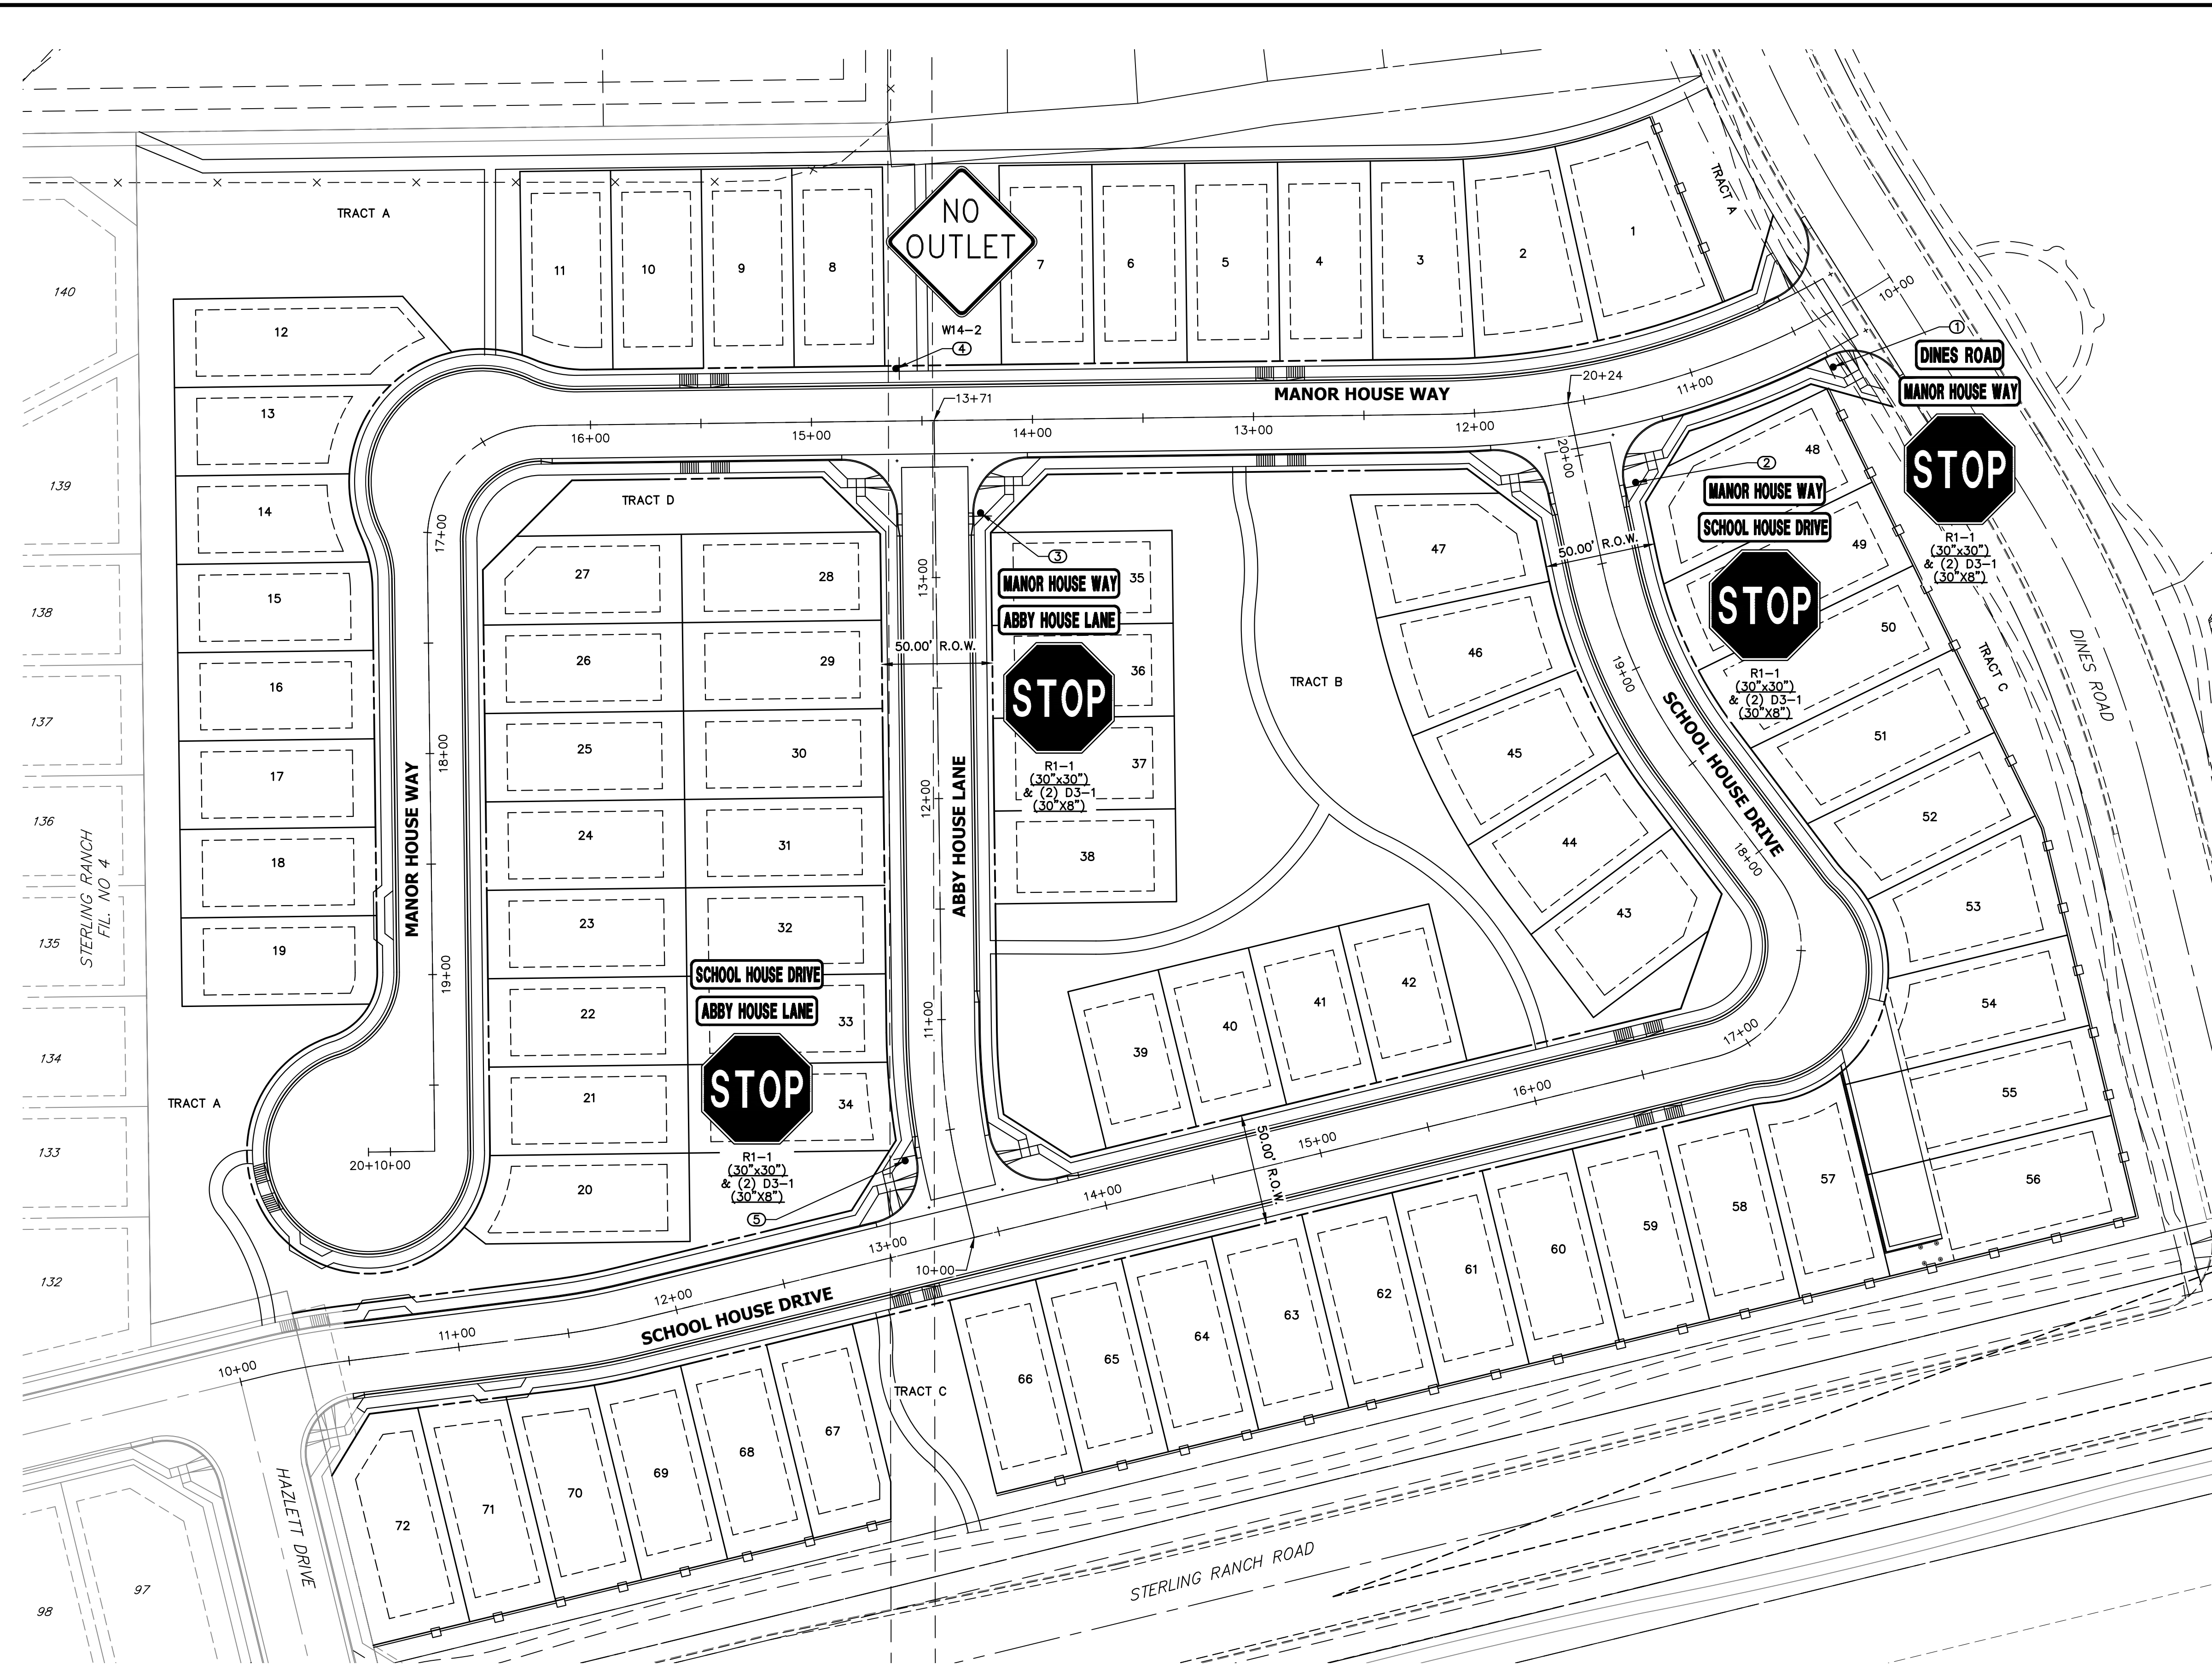 TRACT A
140
139
138
137
136
135
134
133
132
STERLING RANCH
FIL. NO 4
12
13
14
15
16
17
18
19
TRACT A
11
10
9
8
NO
OUTLET
W14-2
4
7
6
5
4
3
2
1
TRACT A
10+00
1
DINES ROAD
MANOR HOUSE WAY
STOP
R1-1
(30"x30")
& (2) D3-1
(30"X8")
MANOR HOUSE WAY
20+24
11+00
12+00
13+00
14+00
13+71
15+00
16+00
17+00
18+00
19+00
20+10+00
MANOR HOUSE WAY
TRACT D
27
28
26
29
25
30
24
31
23
32
22
33
21
34
20
SCHOOL HOUSE DRIVE
ABBY HOUSE LANE
STOP
R1-1
(30"x30")
& (2) D3-1
(30"X8")
5
50.00' R.O.W.
13+00
12+00
11+00
10+00
ABBY HOUSE LANE
3
MANOR HOUSE WAY
ABBY HOUSE LANE
STOP
R1-1
(30"x30")
& (2) D3-1
(30"X8")
35
36
37
38
TRACT B
39
40
41
42
43
44
45
46
47
20+00
50.00' R.O.W.
2
MANOR HOUSE WAY
SCHOOL HOUSE DRIVE
STOP
R1-1
(30"x30")
& (2) D3-1
(30"X8")
48
49
50
51
52
53
54
55
56
TRACT C
DINES ROAD
19+00
SCHOOL HOUSE DRIVE
18+00
17+00
16+00
15+00
50.00' R.O.W.
14+00
13+00
12+00
11+00
10+00
SCHOOL HOUSE DRIVE
57
58
59
60
61
62
63
64
65
66
TRACT C
67
68
69
70
71
72
HAZLETT DRIVE
97
98
STERLING RANCH ROAD